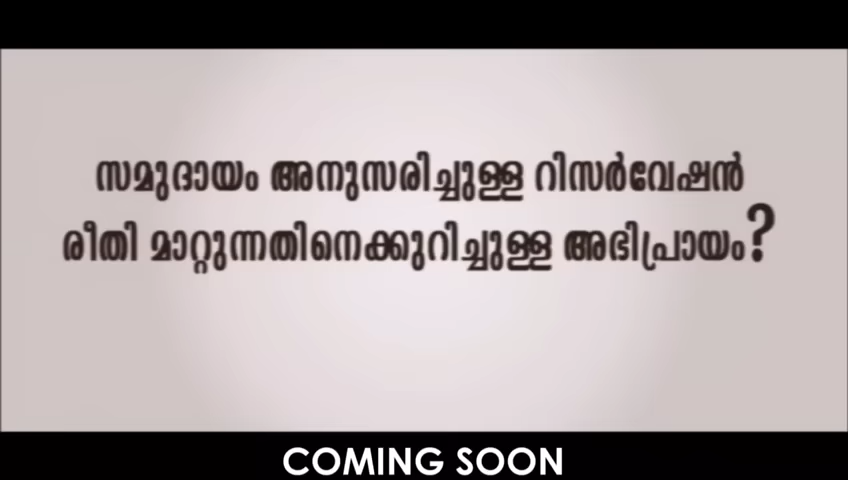 സമുദായം അനുസരിച്ചുള്ള റിസർവേഷൻ
രീതി മാറ്റുന്നതിനെക്കുറിച്ചുള്ള അഭിപ്രായം?
COMING SOON